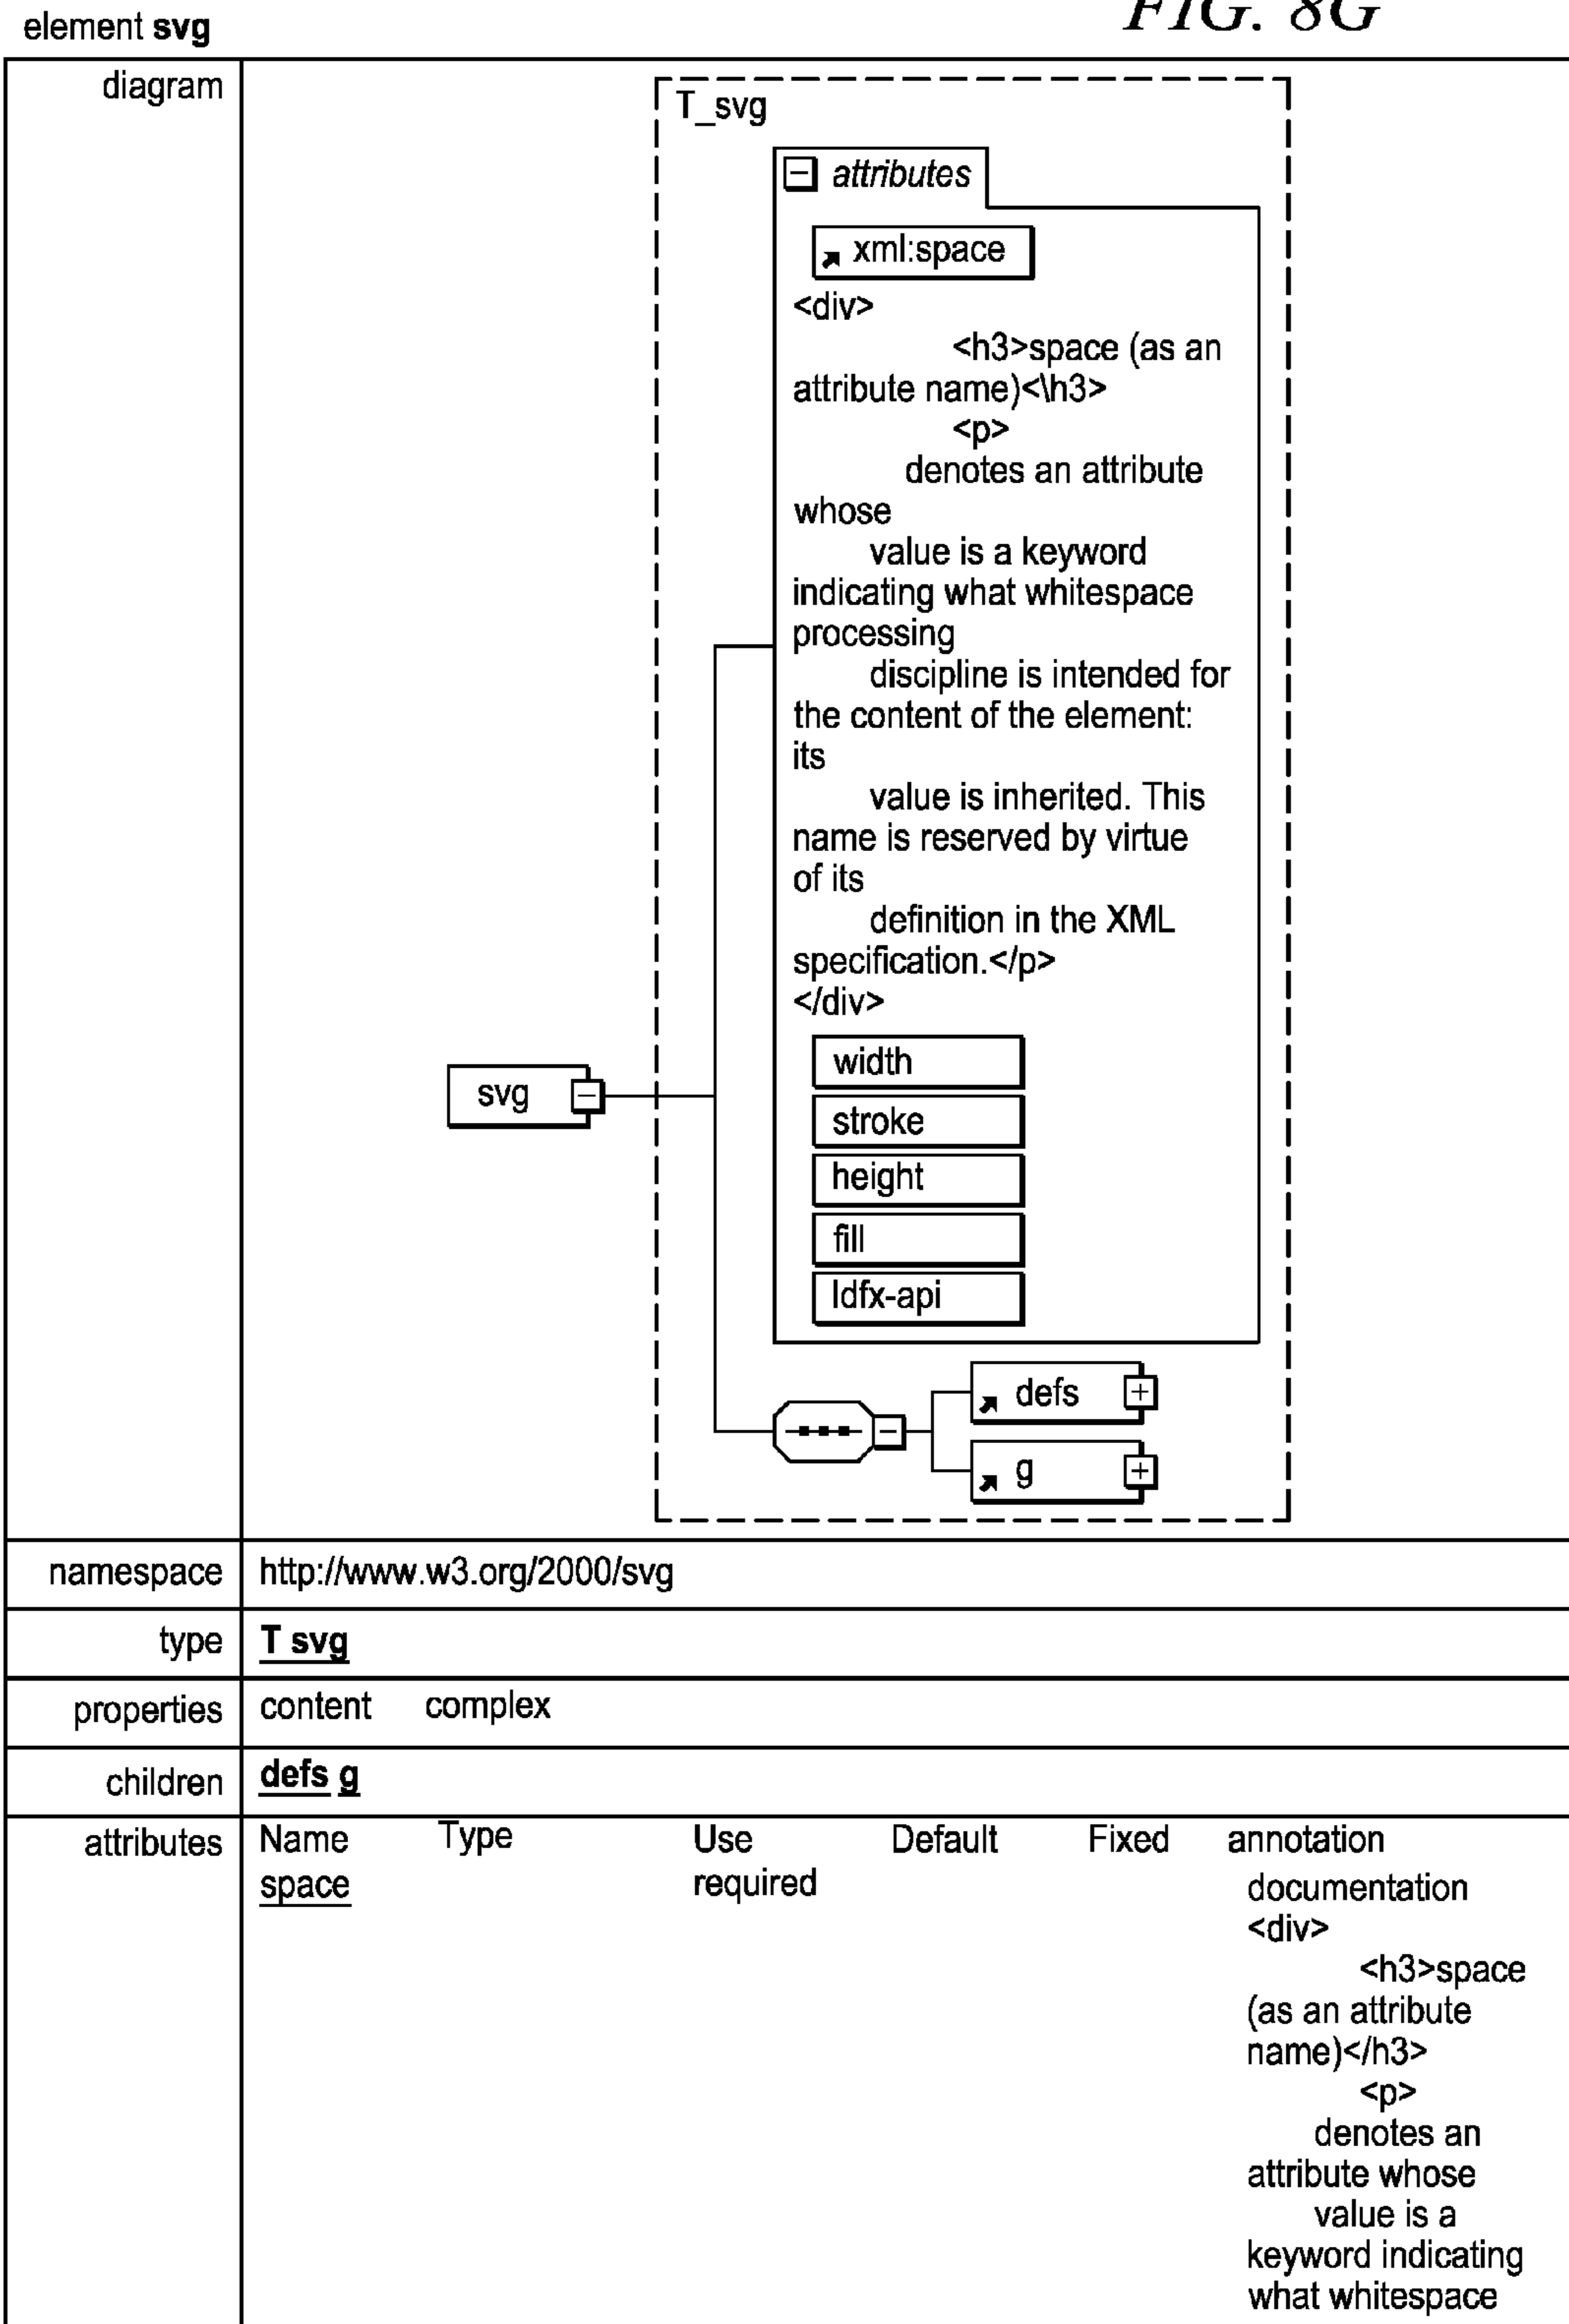 FIG. 8G
element svg
diagram
T_svg
attributes
xml:space
<div>
<h3>space (as an
attribute name)<\h3>
<p>
denotes an attribute
whose
value is a keyword
indicating what whitespace
processing
discipline is intended for
the content of the element:
its
value is inherited. This
name is reserved by virtue
of its
definition in the XML
specification.</p>
</div>
width
stroke
height
fill
ldfx-api
svg
defs
g
namespace http://www.w3.org/2000/svg
type T svg
properties content complex
children defs g
attributes Name Type Use Default Fixed annotation
space required documentation
<div>
<h3>space
(as an attribute
name)</h3>
<p>
denotes an
attribute whose
value is a
keyword indicating
what whitespace